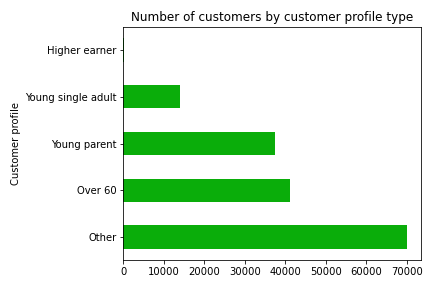 Number of customers by customer profile type
Customer profile
Higher earner
Young single adult
Young parent
Over 60
Other
0 10000 20000 30000 40000 50000 60000 70000